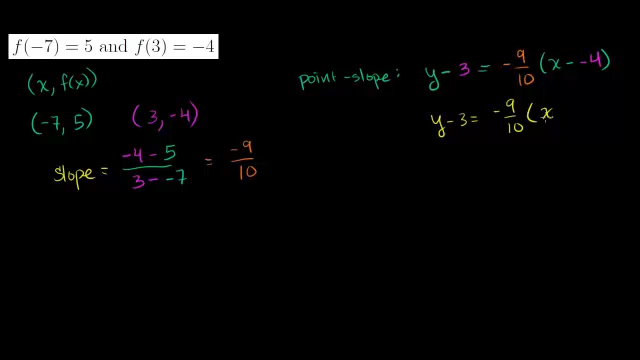 f(−7) = 5 and f(3) = −4
(x, f(x))
(-7, 5) (3, -4)
slope = (-4 - 5)/(3 - -7) = -9/10
point-slope: y - 3 = -9/10 (x - -4)
y - 3 = -9/10 (x